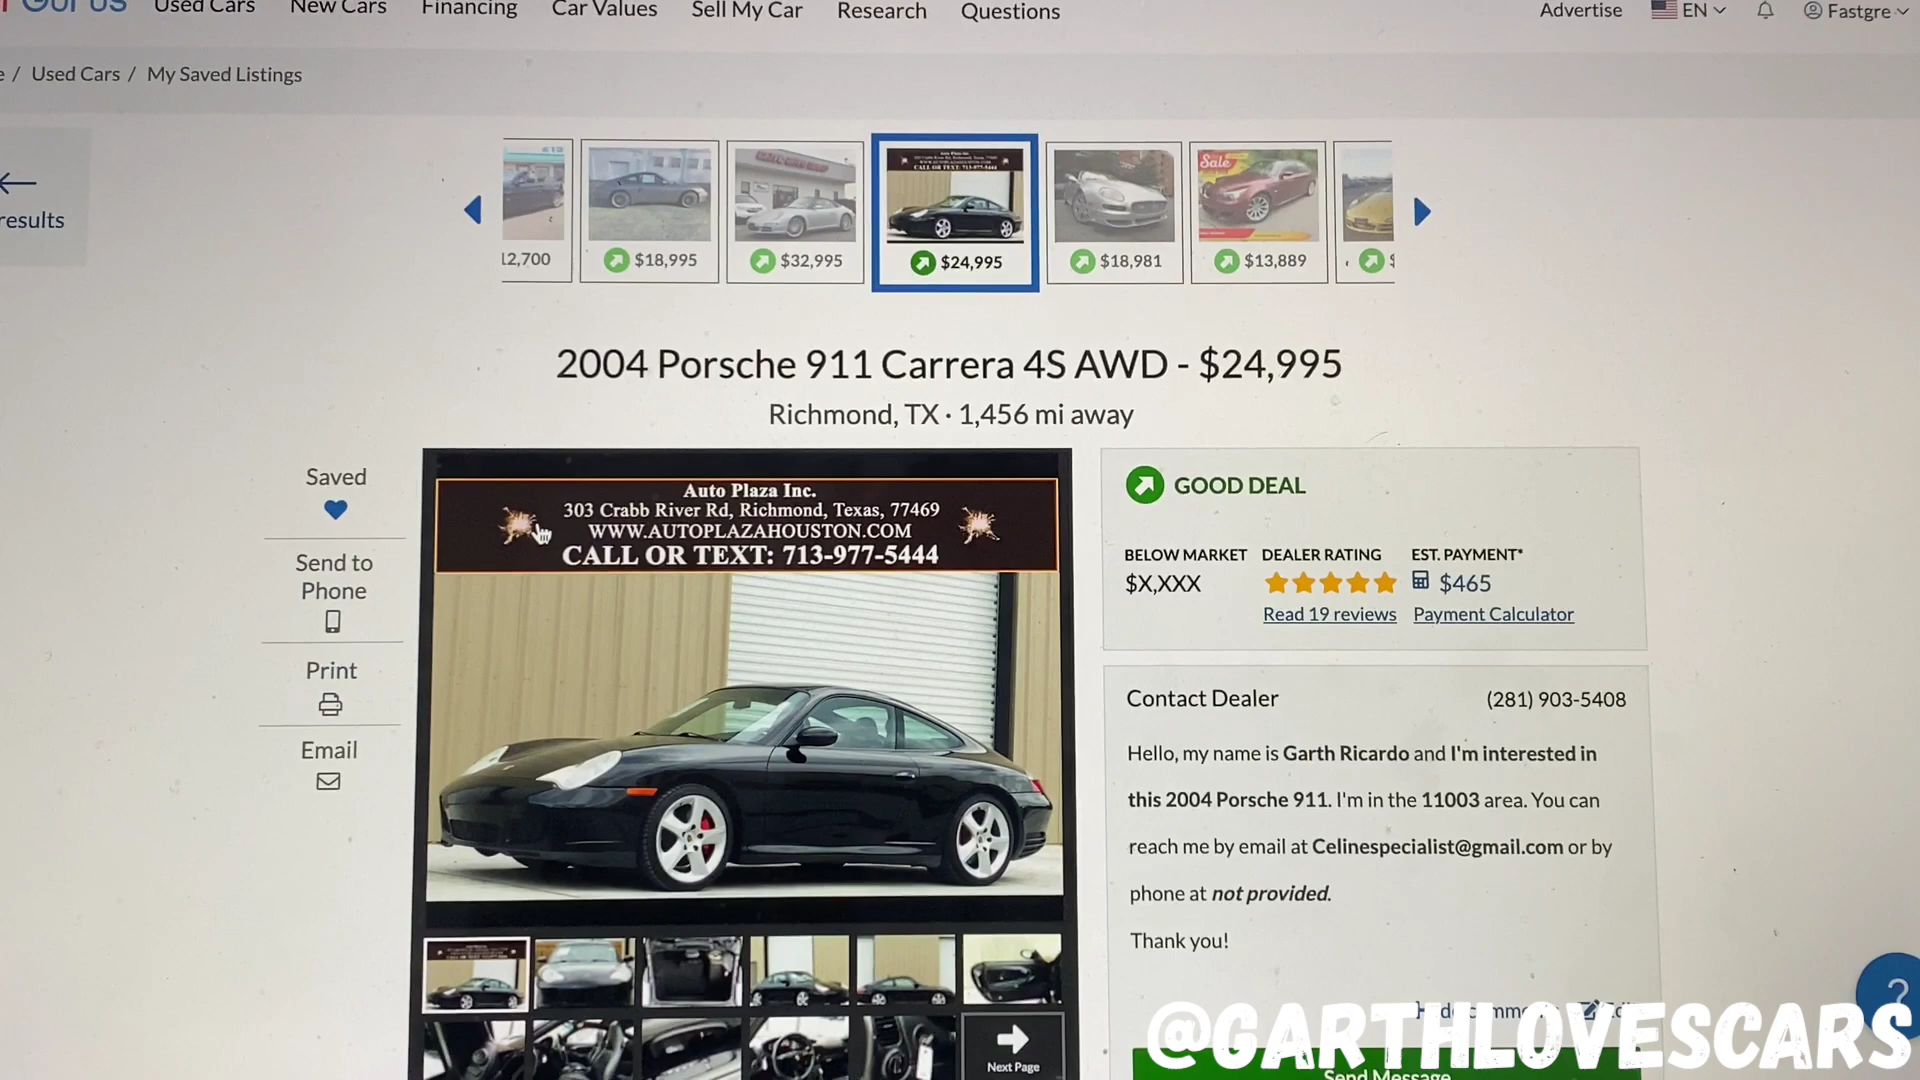 Gurus
Used Cars
New Cars
Financing
Car Values
Sell My Car
Research
Questions
Advertise
EN
Fastgre
/ Used Cars / My Saved Listings
results
12,700
$18,995
$32,995
$24,995
$18,981
Sale
$13,889
2004 Porsche 911 Carrera 4S AWD - $24,995
Richmond, TX · 1,456 mi away
Saved
Send to
Phone
Print
Email
Auto Plaza Inc.
303 Crabb River Rd, Richmond, Texas, 77469
WWW.AUTOPLAZAHOUSTON.COM
CALL OR TEXT: 713-977-5444
GOOD DEAL
BELOW MARKET
$X,XXX
DEALER RATING
Read 19 reviews
EST. PAYMENT*
$465
Payment Calculator
Contact Dealer
(281) 903-5408
Hello, my name is Garth Ricardo and I'm interested in
this 2004 Porsche 911. I'm in the 11003 area. You can
reach me by email at Celinespecialist@gmail.com or by
phone at not provided.
Thank you!
Next Page
?
@GARTHLOVESCARS
Send Message